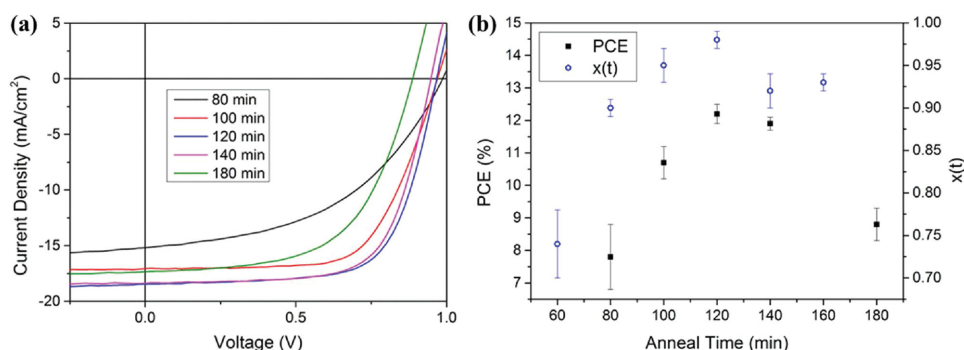 (a)
5
0
-5
-10
-15
-20
Current Density (mA/cm²)
80 min
100 min
120 min
140 min
180 min
0.0
0.5
1.0
Voltage (V)
(b)
15
14
13
12
11
10
9
8
7
PCE (%)
PCE
x(t)
1.00
0.95
0.90
0.85
0.80
0.75
0.70
x(t)
60
80
100
120
140
160
180
Anneal Time (min)